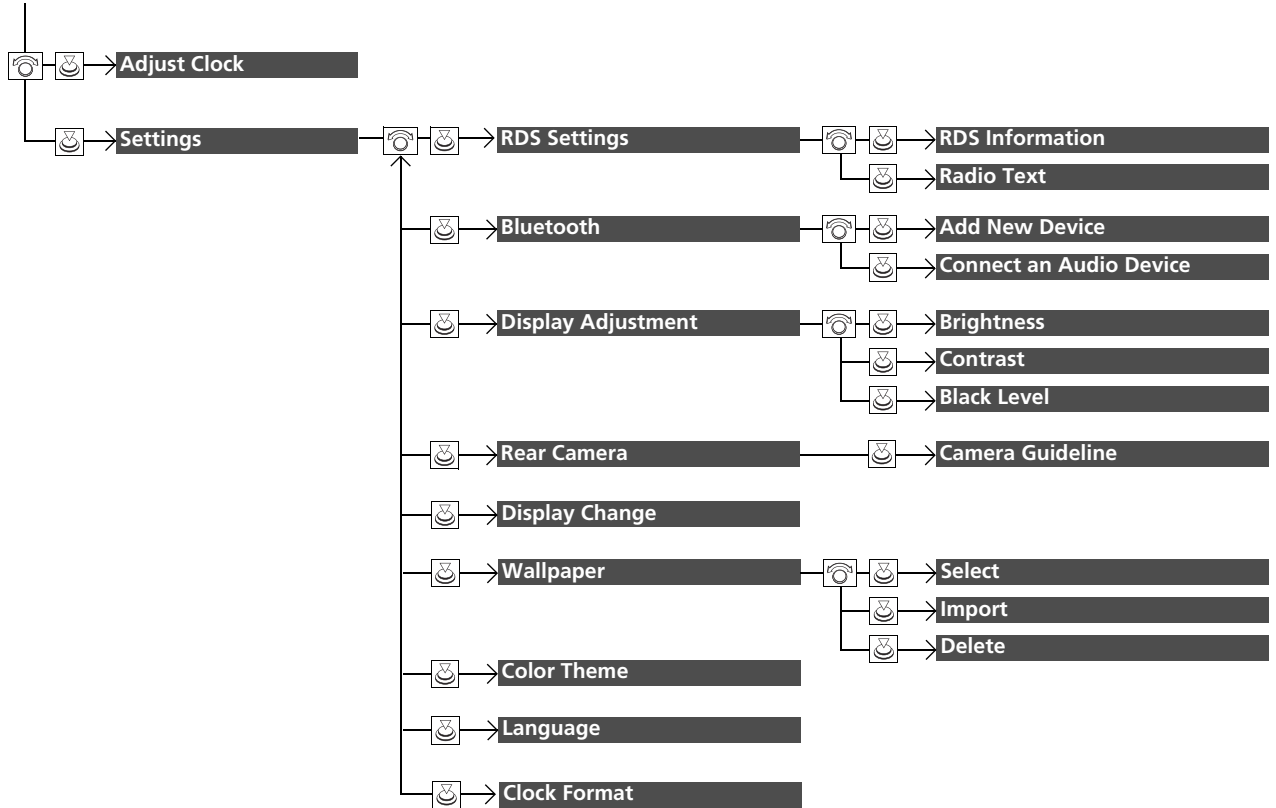 Adjust Clock
Settings
RDS Settings
RDS Information
Radio Text
Bluetooth
Add New Device
Connect an Audio Device
Display Adjustment
Brightness
Contrast
Black Level
Rear Camera
Camera Guideline
Display Change
Wallpaper
Select
Import
Delete
Color Theme
Language
Clock Format